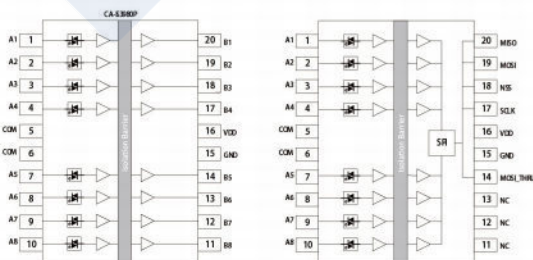 CA-IS3980P
A1 1 20 B1
A2 2 19 B2
A3 3 18 B3
A4 4 17 B4
COM 5 16 VDD
COM 6 15 GND
A5 7 14 B5
A6 8 13 B6
A7 9 12 B7
A8 10 11 B8
Isolation Barrier
A1 1 20 MISO
A2 2 19 MOSI
A3 3 18 NSS
A4 4 17 SCLK
COM 5 16 VDD
COM 6 15 GND
A5 7 14 MOSI_THRU
A6 8 13 NC
A7 9 12 NC
A8 10 11 NC
Isolation Barrier
SPI